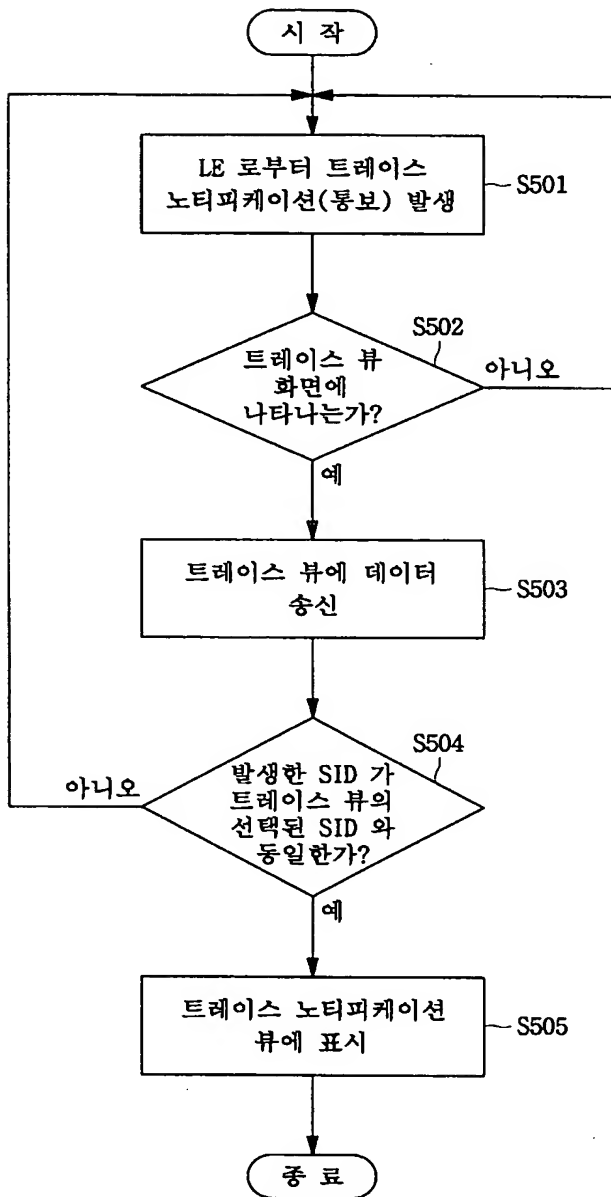 시 작
LE 로부터 트레이스
노티피케이션(통보) 발생
S501
S502
트레이스 뷰
화면에
나타나는가?
아니오
예
트레이스 뷰에 데이터
송신
S503
S504
발생한 SID 가
트레이스 뷰의
선택된 SID 와
동일한가?
아니오
예
트레이스 노티피케이션
뷰에 표시
S505
종 료